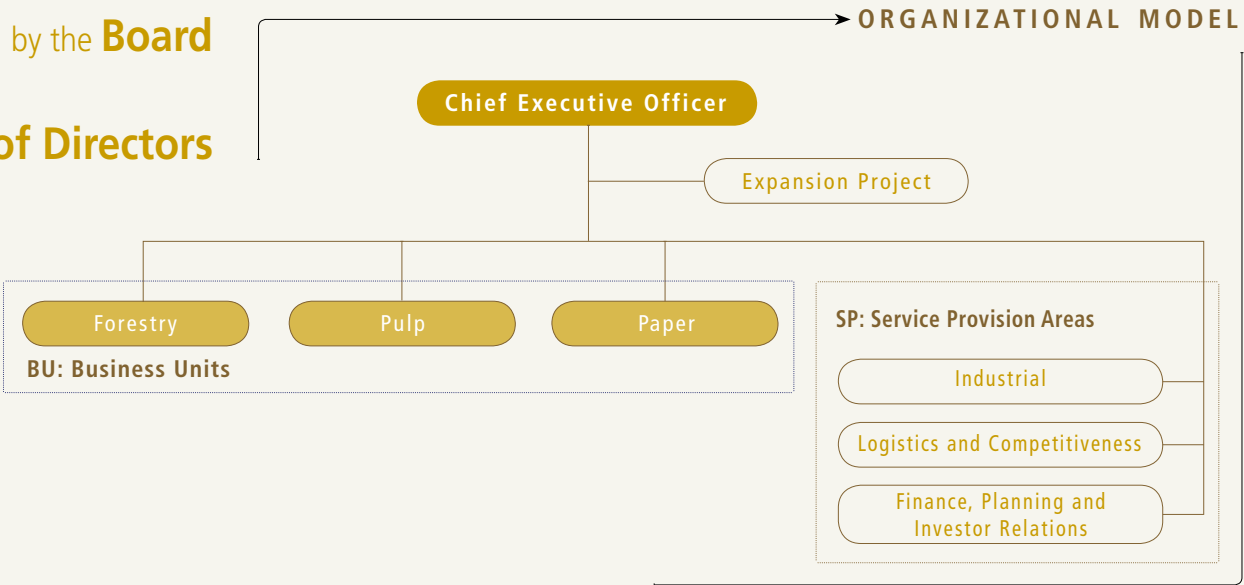 by the Board
of Directors
ORGANIZATIONAL MODEL
Chief Executive Officer
Expansion Project
Forestry
Pulp
Paper
BU: Business Units
SP: Service Provision Areas
Industrial
Logistics and Competitiveness
Finance, Planning and
Investor Relations